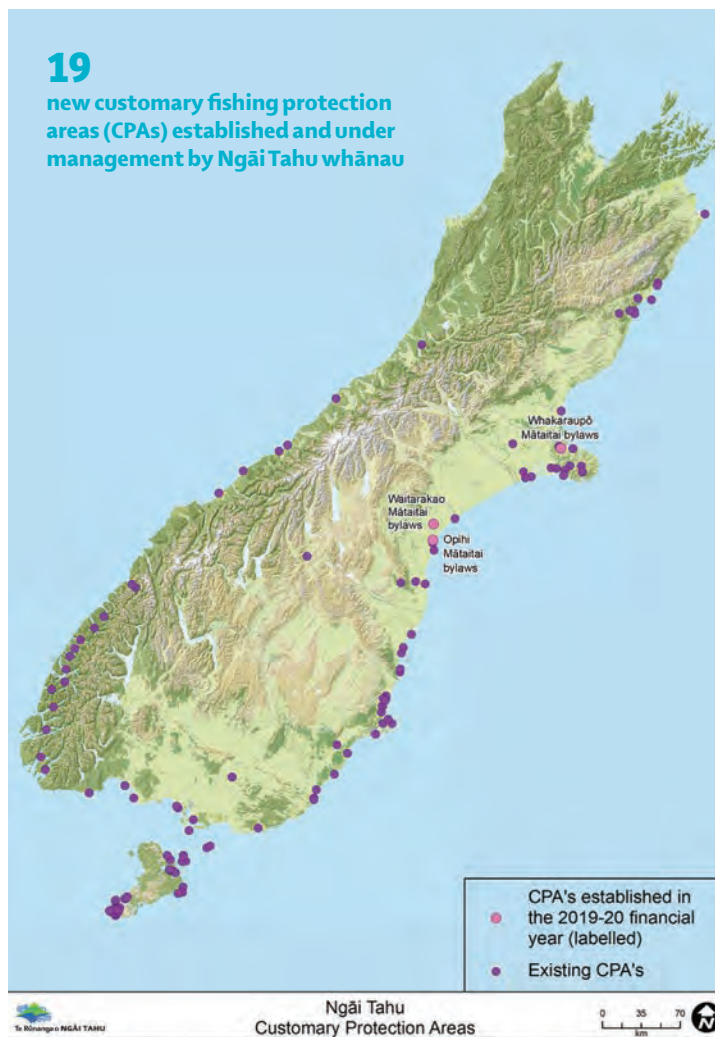 19
new customary fishing protection
areas (CPAs) established and under
management by Ngāi Tahu whānau
Whakaraupō
Mātaitai bylaws
Waitarakao
Mātaitai
bylaws
Opihi
Mātaitai
bylaws
CPA's established in
the 2019-20 financial
year (labelled)
Existing CPA's
Te Rūnanga o NGĀI TAHU
Ngāi Tahu
Customary Protection Areas
0 35 70
km
N